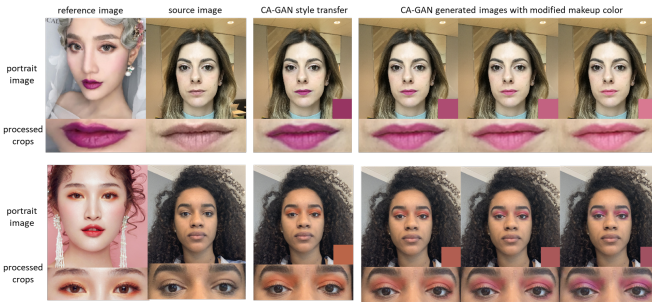 reference image source image CA-GAN style transfer CA-GAN generated images with modified makeup color
portrait
image
processed
crops
portrait
image
processed
crops